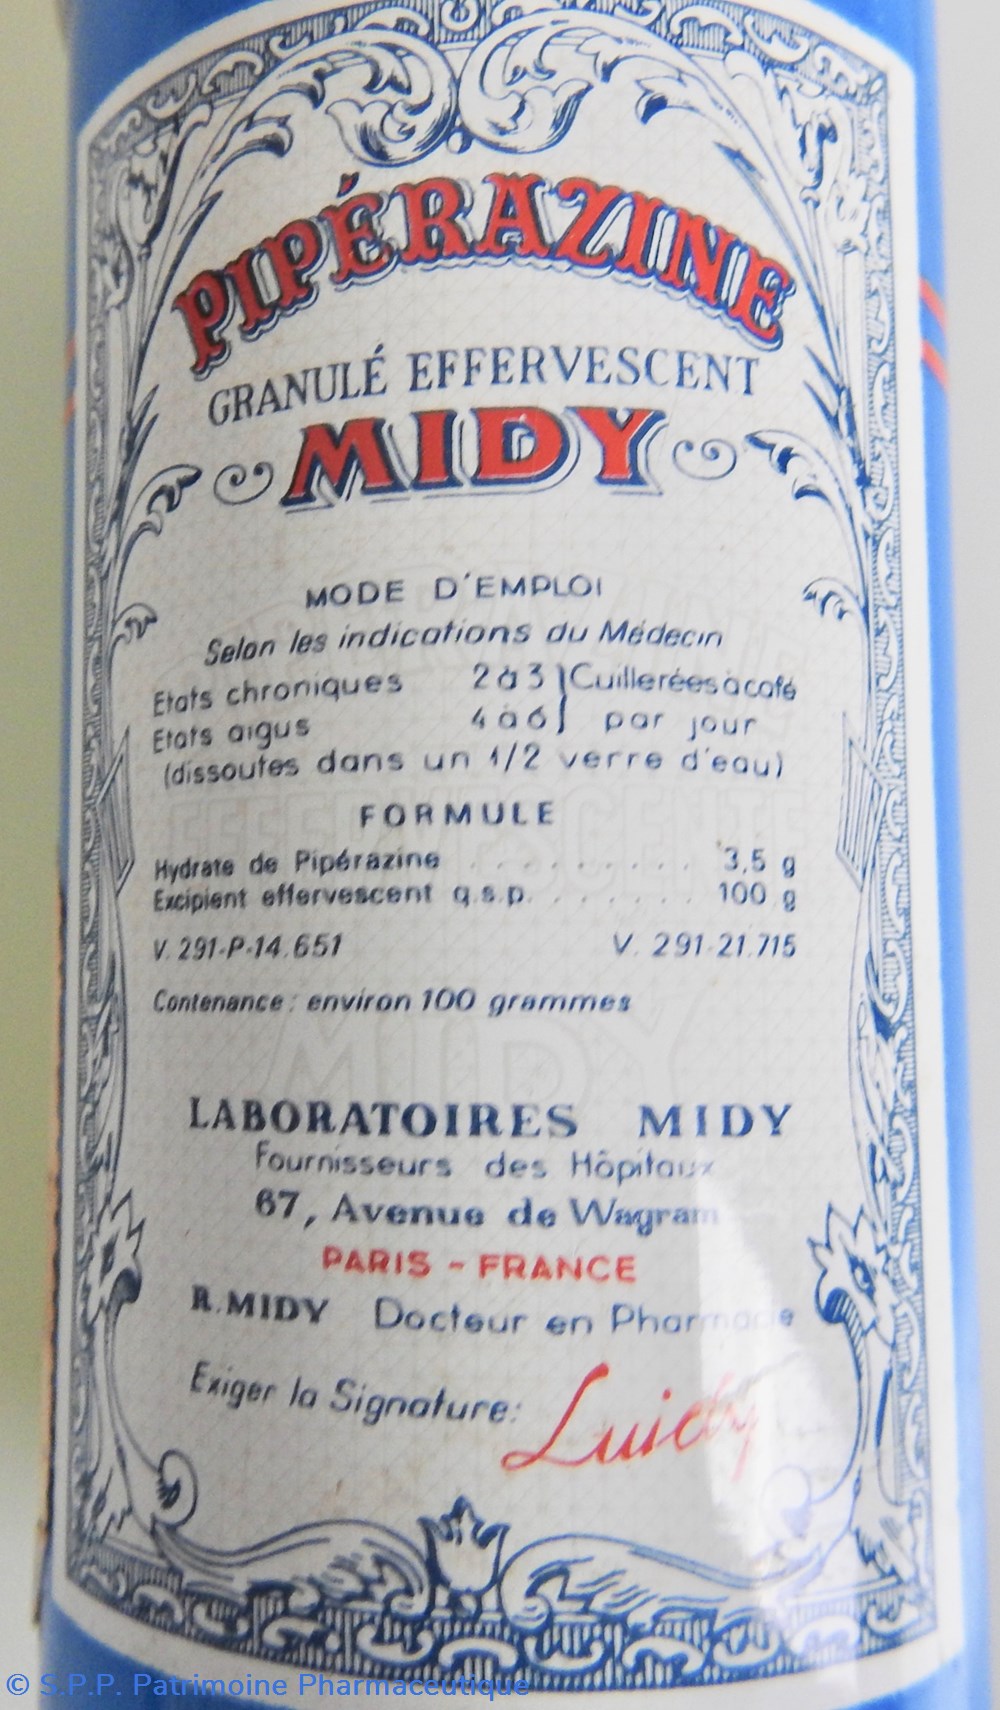 PIPÉRAZINE
GRANULÉ EFFERVESCENT
MIDY
MODE D'EMPLOI
Selon les indications du Médecin
Etats chroniques 2 à 3 } Cuillerées à café
Etats aigus 4 à 6 } par jour
(dissoutes dans un 1/2 verre d'eau)
FORMULE
Hydrate de Pipérazine .......... 3,5 g
Excipient effervescent q.s.p. ....... 100 g
V. 291-P-14.651 V. 291-21.715
Contenance : environ 100 grammes
LABORATOIRES MIDY
Fournisseurs des Hôpitaux
67, Avenue de Wagram
PARIS - FRANCE
R. MIDY Docteur en Pharmacie
Exiger la Signature:
© S.P.P. Patrimoine Pharmaceutique